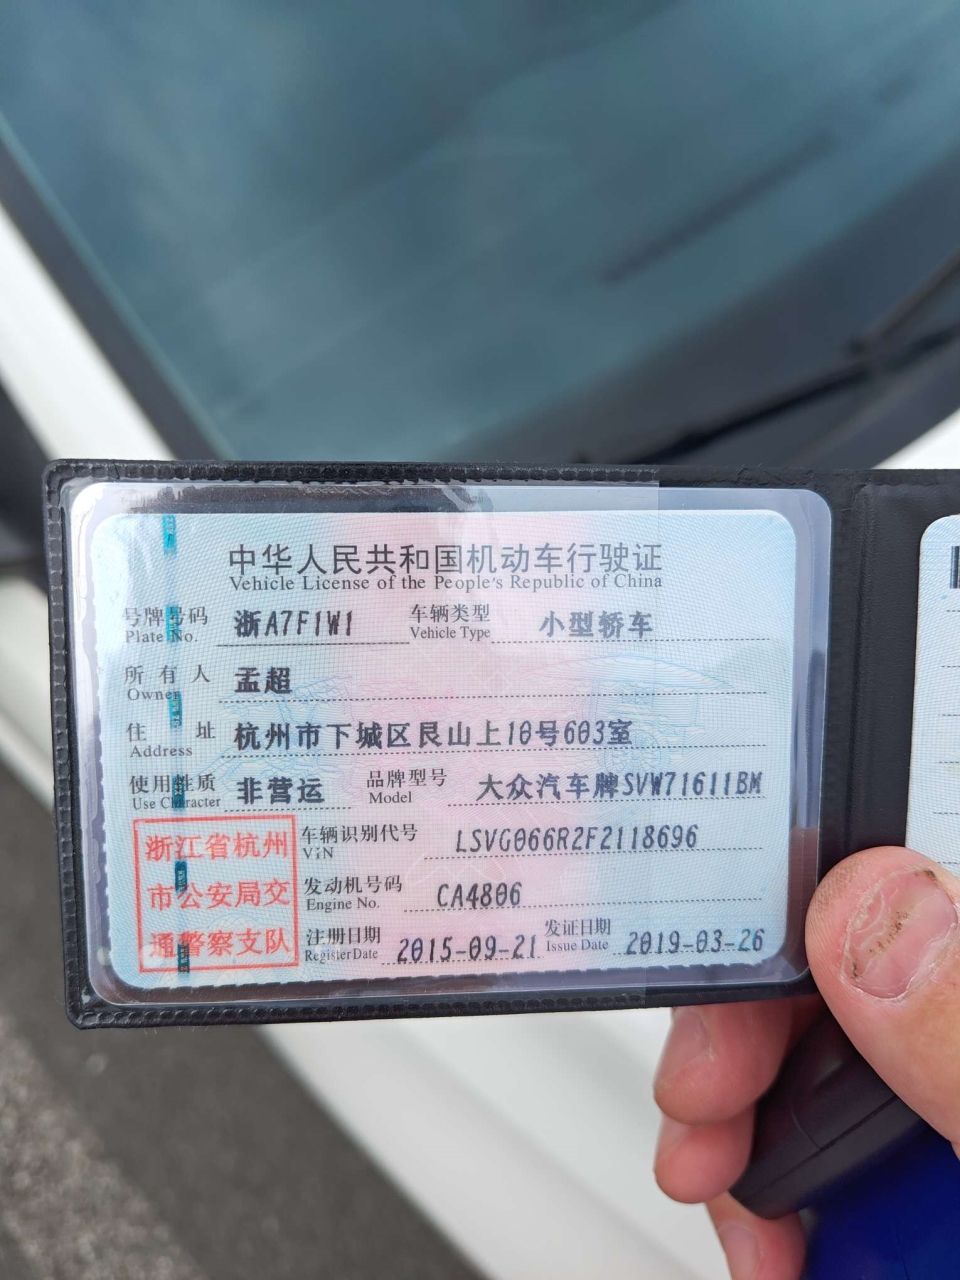 中华人民共和国机动车行驶证
Vehicle License of the People's Republic of China
号牌号码 浙A7F1W1 车辆类型 小型轿车
Plate No. Vehicle Type
所有人 孟超
Owner
住址 杭州市下城区艮山上10号603室
Address
使用性质 非营运 品牌型号 大众汽车牌SVW71611BM
Use Character Model
浙江省杭州
市公安局交
通警察支队
车辆识别代号 LSVG066R2F2118696
VIN
发动机号码 CA4806
Engine No.
注册日期 2015-09-21 发证日期 2019-03-26
Register Date Issue Date